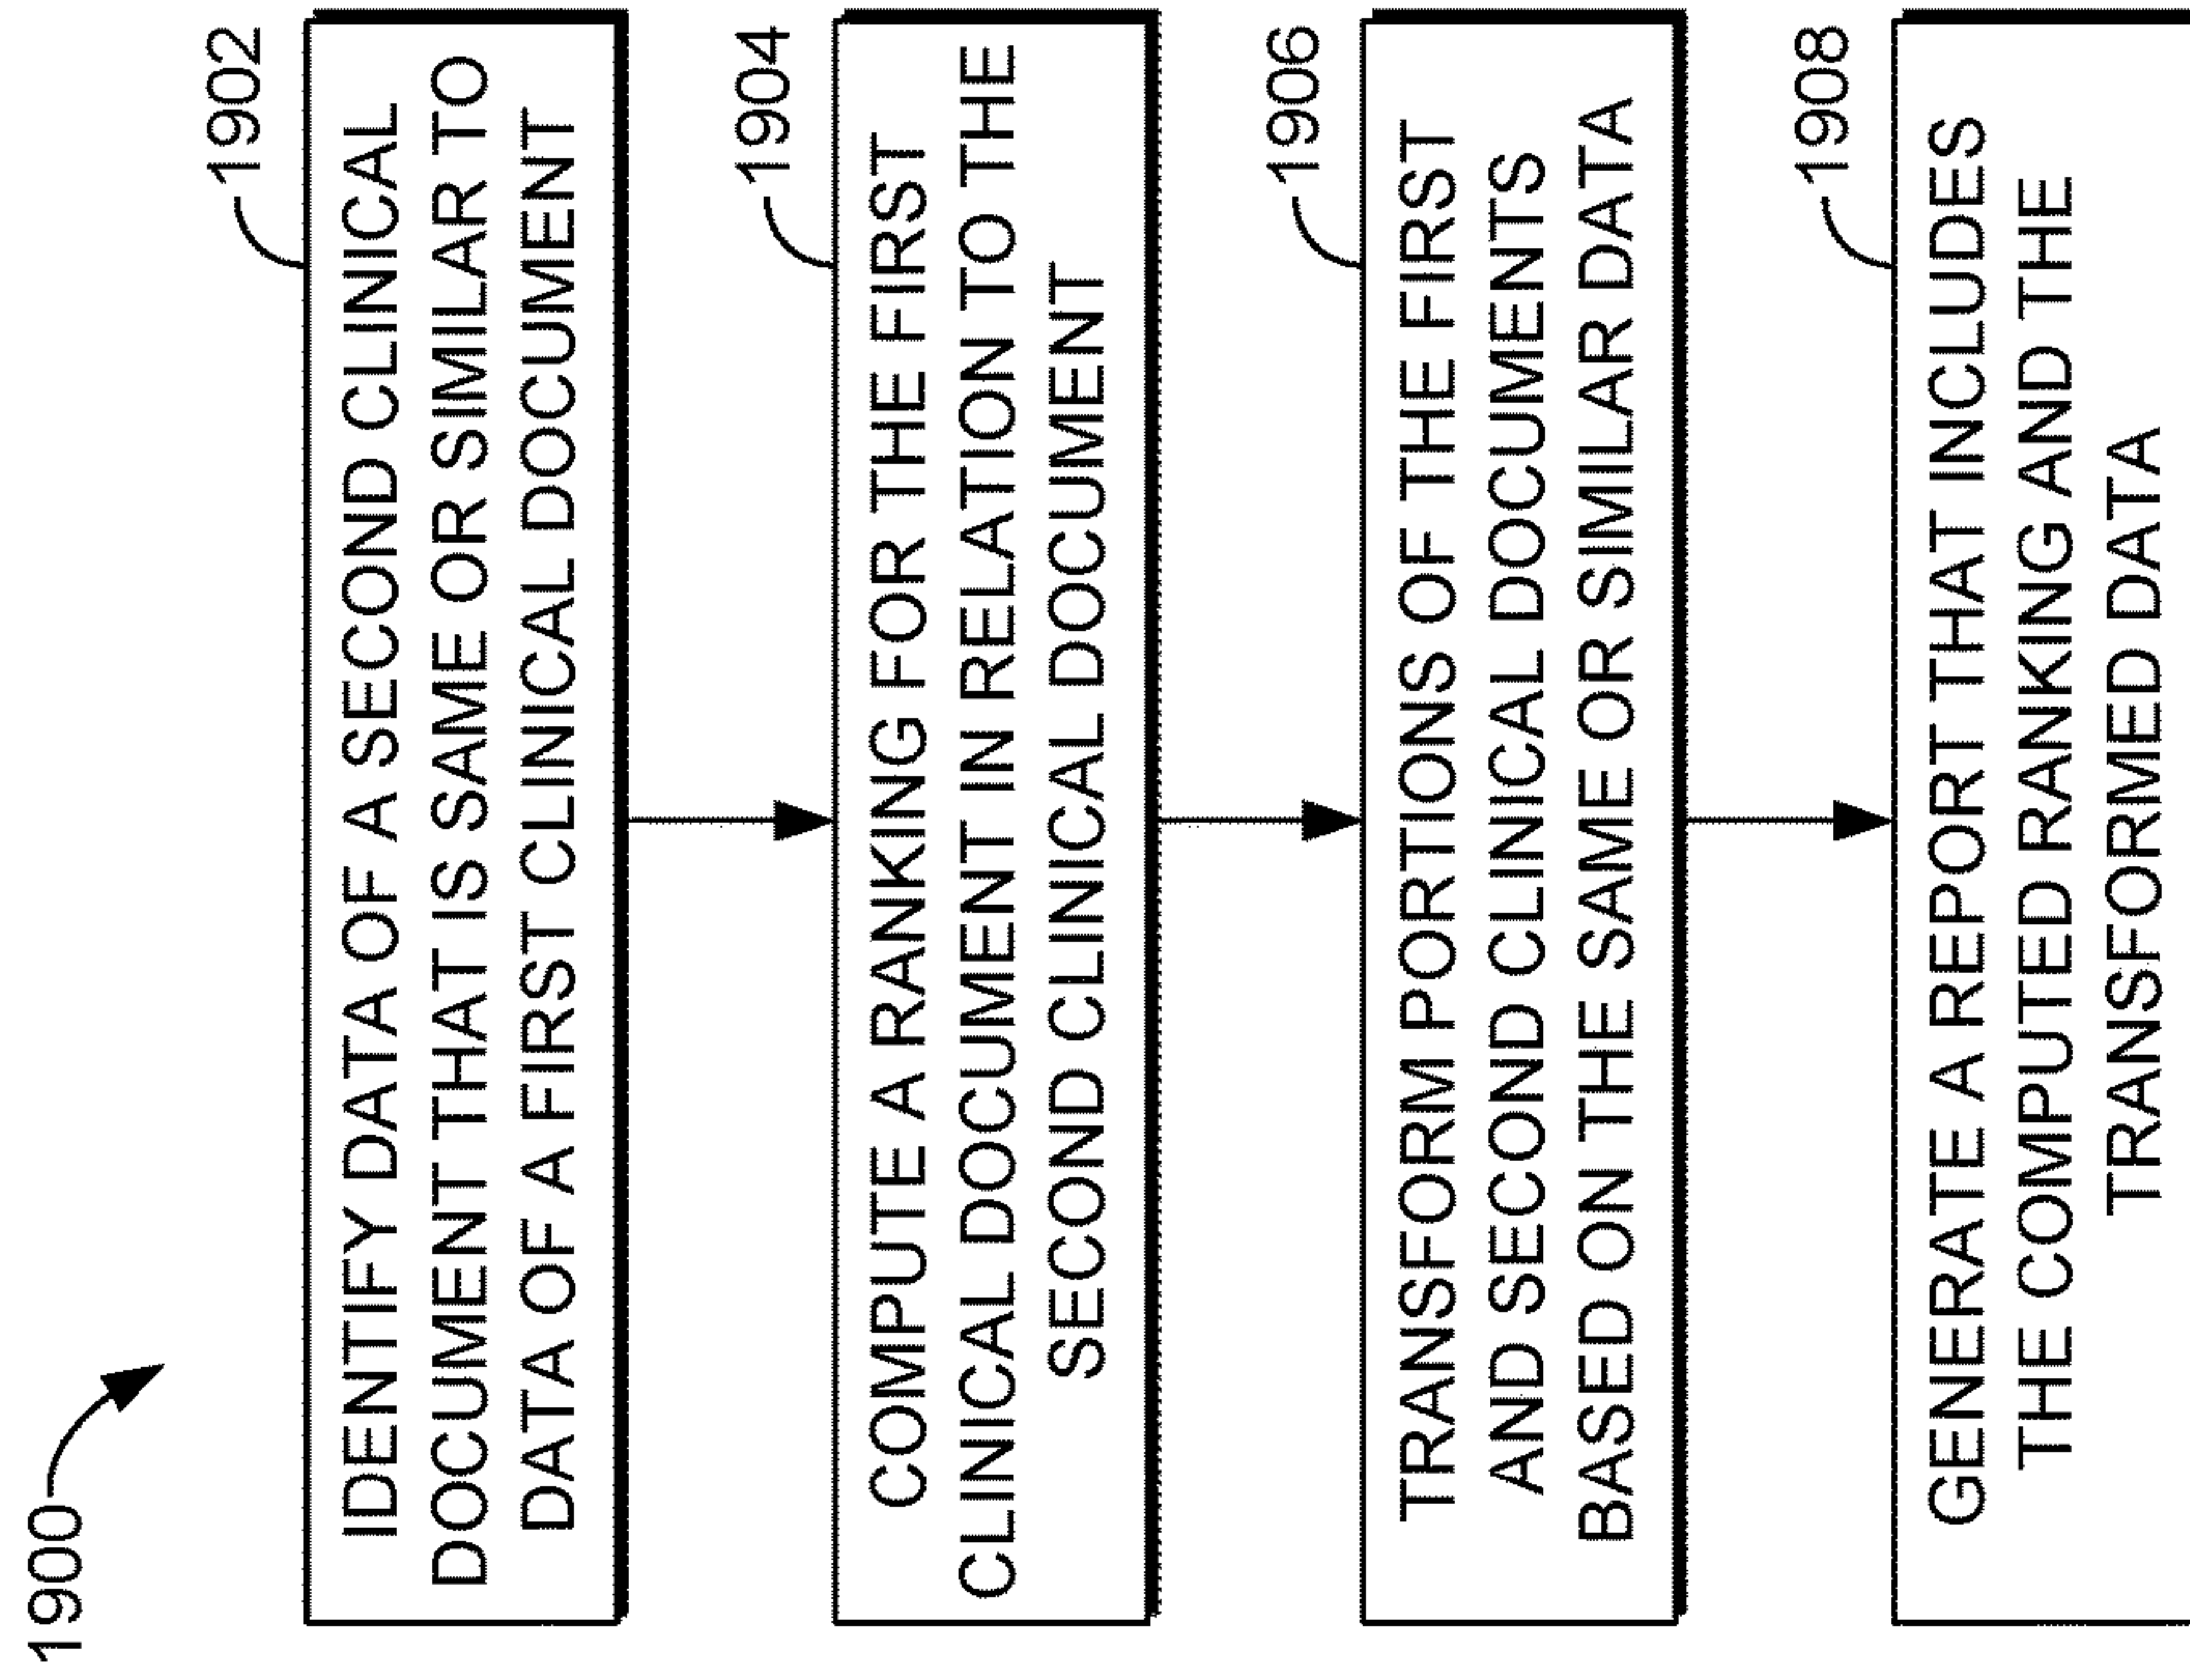 1900
1902
IDENTIFY DATA OF A SECOND CLINICAL
DOCUMENT THAT IS SAME OR SIMILAR TO
DATA OF A FIRST CLINICAL DOCUMENT
1904
COMPUTE A RANKING FOR THE FIRST
CLINICAL DOCUMENT IN RELATION TO THE
SECOND CLINICAL DOCUMENT
1906
TRANSFORM PORTIONS OF THE FIRST
AND SECOND CLINICAL DOCUMENTS
BASED ON THE SAME OR SIMILAR DATA
1908
GENERATE A REPORT THAT INCLUDES
THE COMPUTED RANKING AND THE
TRANSFORMED DATA